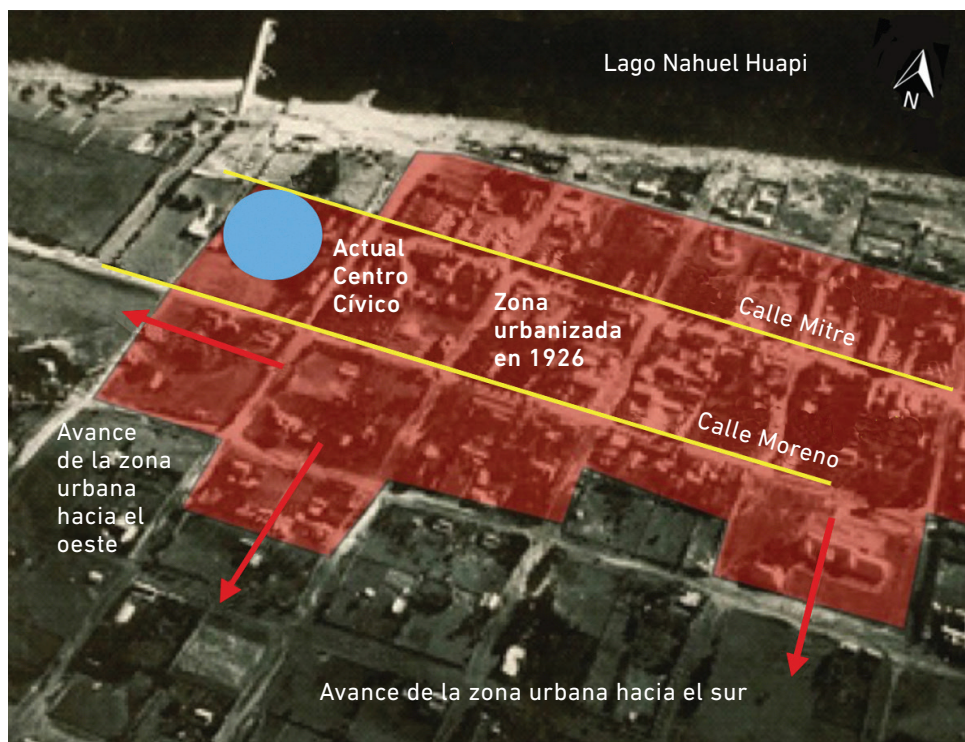 Lago Nahuel Huapi
N
Actual
Centro
Cívico
Zona
urbanizada
en 1926
Calle Mitre
Calle Moreno
Avance
de la zona
urbana
hacia el
oeste
Avance de la zona urbana hacia el sur